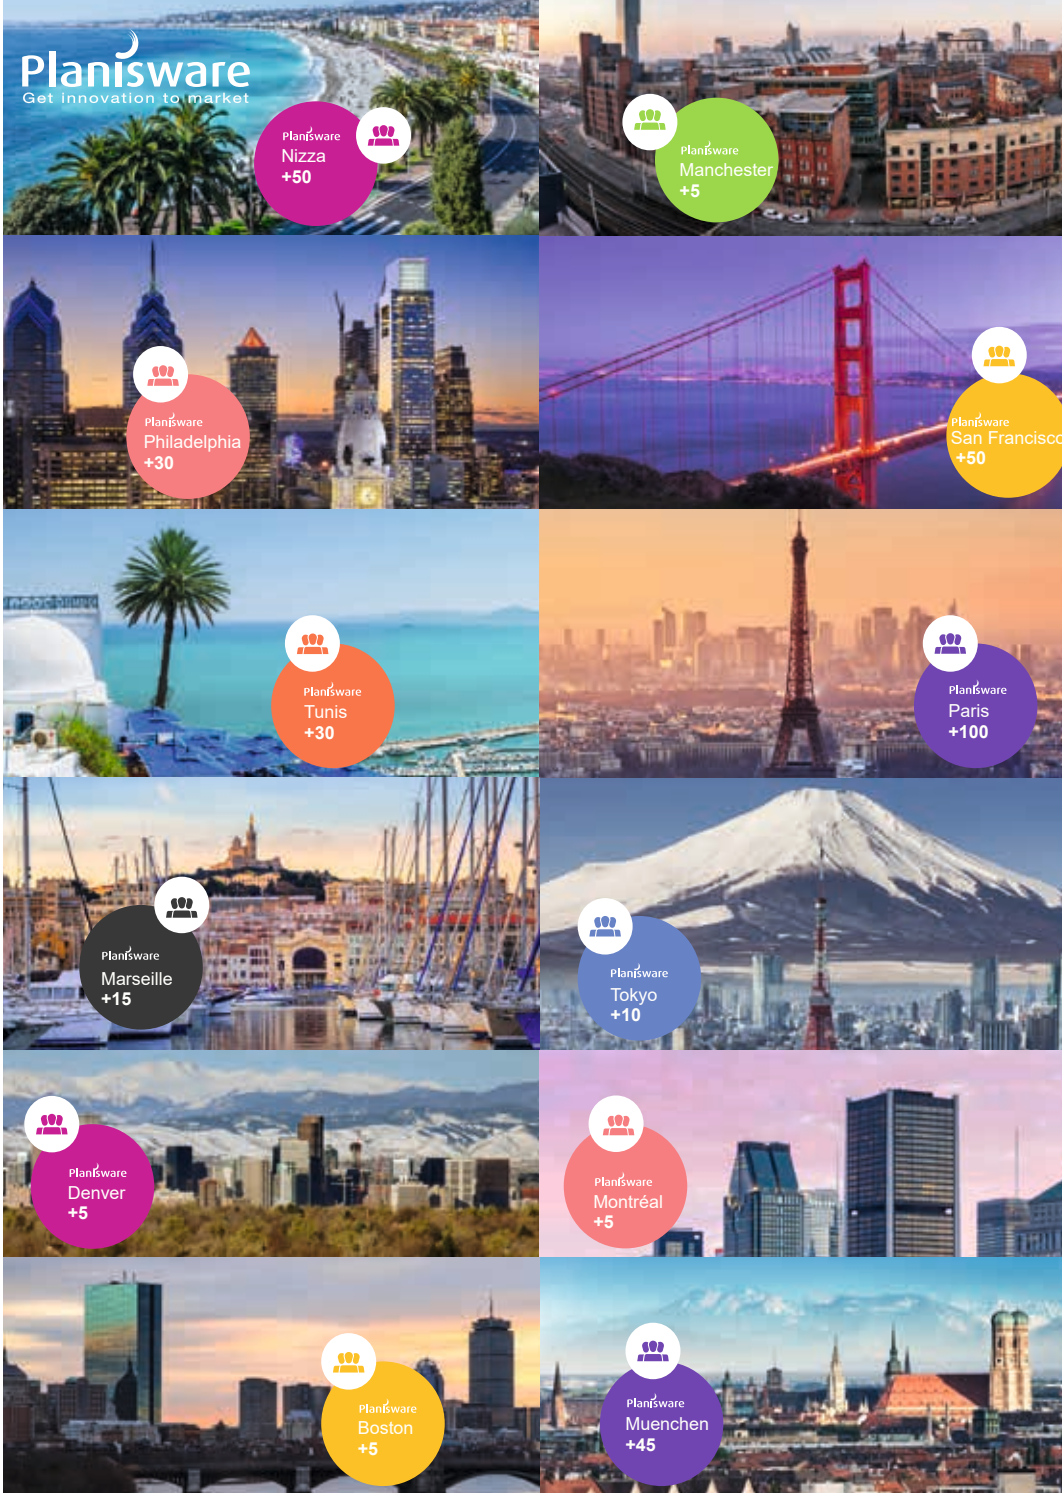 Planisware
Get innovation to market
Planisware
Nizza
+50
Planisware
Manchester
+5
Planisware
Philadelphia
+30
Planisware
San Francisco
+50
Planisware
Tunis
+30
Planisware
Paris
+100
Planisware
Marseille
+15
Planisware
Tokyo
+10
Planisware
Denver
+5
Planisware
Montréal
+5
Planisware
Boston
+5
Planisware
Muenchen
+45